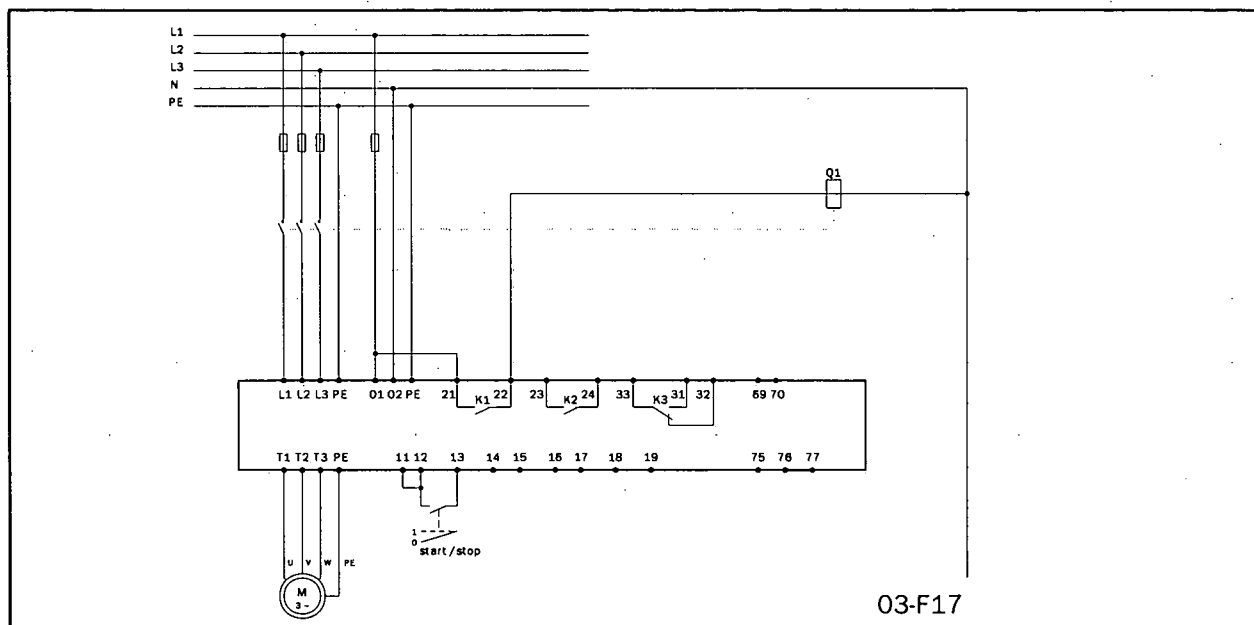 L1
L2
L3
N
PE
Q1
L1 L2 L3 PE 01 02 PE 21 K1 22 23 K2 24 33 K3 31 32 69 70
T1 T2 T3 PE 11 12 13 14 15 16 17 18 19 75 76 77
1
0
start/stop
U V W PE
M
3~
03-F17